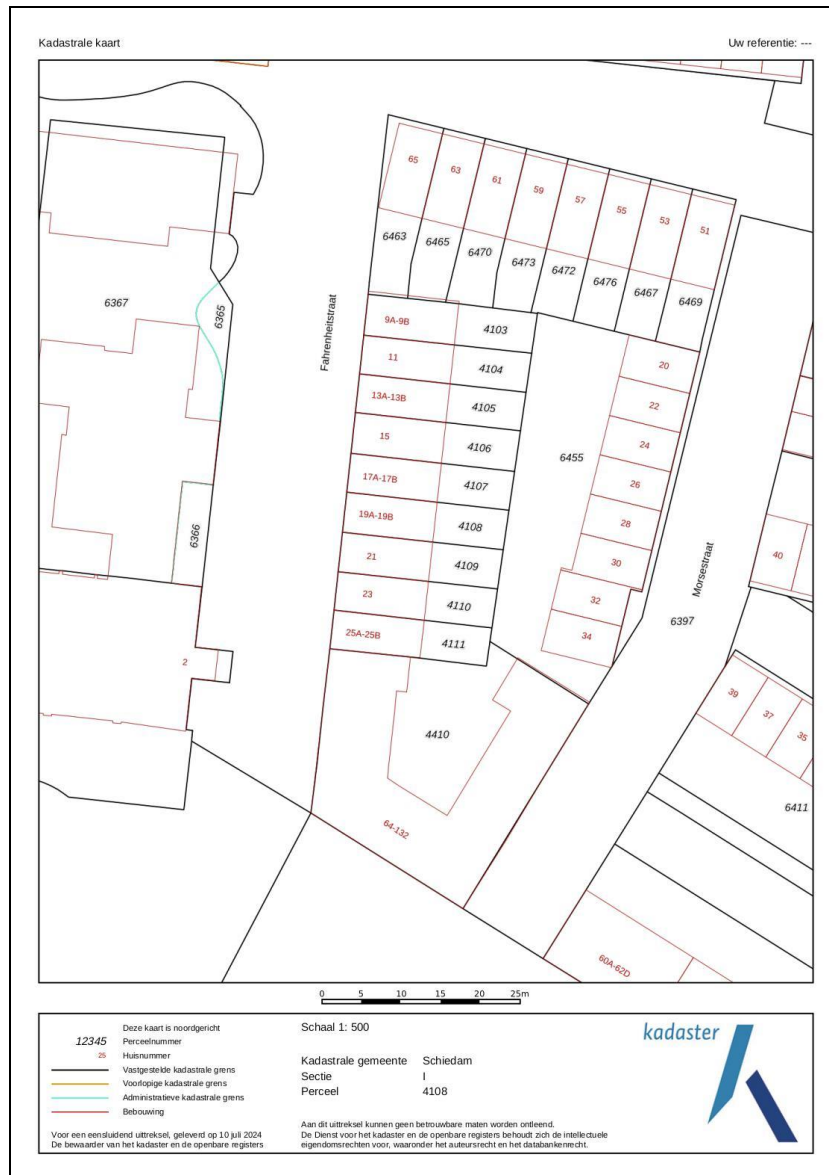 Kadastrale kaart
Uw referentie: ---
65
63
61
59
57
55
53
51
6463
6465
6470
6473
6472
6476
6467
6469
6367
6365
Fahrenheitstraat
9A-9B
4103
11
4104
20
13A-13B
4105
22
15
4106
24
6455
17A-17B
4107
26
19A-19B
4108
28
6366
21
4109
30
40
23
4110
32
Morsestraat
25A-25B
4111
34
6397
2
39
37
35
4410
6411
64-132
60A-62D
0 5 10 15 20 25m
Deze kaart is noordgericht
12345 Perceelnummer
25 Huisnummer
Vastgestelde kadastrale grens
Voorlopige kadastrale grens
Administratieve kadastrale grens
Bebouwing
Voor een eensluidend uittreksel, geleverd op 10 juli 2024
De bewaarder van het kadaster en de openbare registers
Schaal 1: 500
Kadastrale gemeente Schiedam
Sectie I
Perceel 4108
Aan dit uittreksel kunnen geen betrouwbare maten worden ontleend.
De Dienst voor het kadaster en de openbare registers behoudt zich de intellectuele
eigendomsrechten voor, waaronder het auteursrecht en het databankenrecht.
kadaster